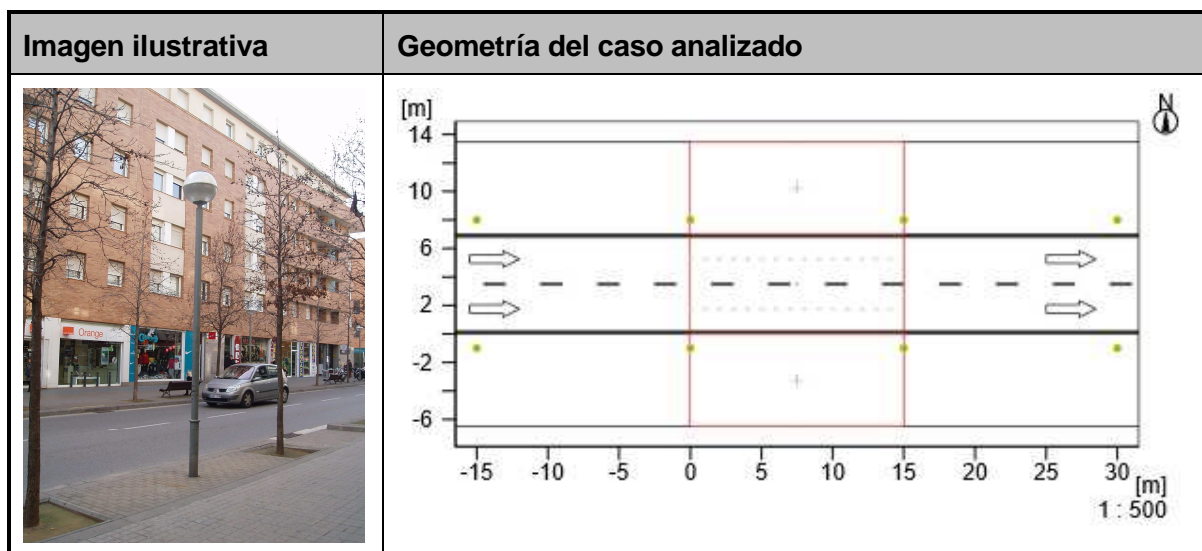 Imagen ilustrativa
Geometría del caso analizado
Orange
[m]
N
14
10
6
2
-2
-6
-15 -10 -5 0 5 10 15 20 25 30
[m]
1 : 500